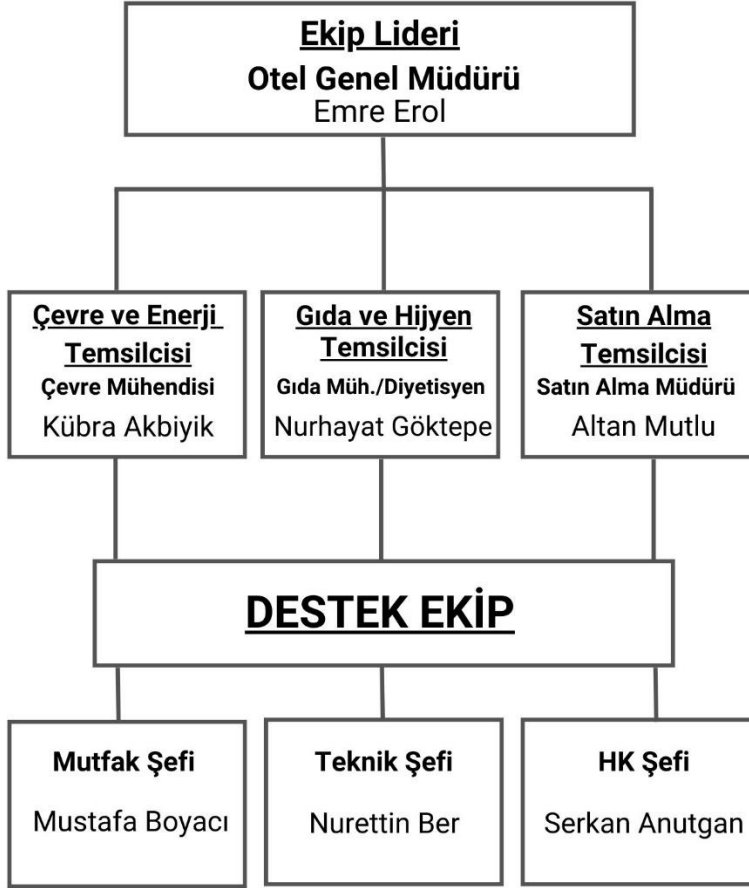 Ekip Lideri
Otel Genel Müdürü
Emre Erol
Çevre ve Enerji
Temsilcisi
Çevre Mühendisi
Kübra Akbiyik
Gıda ve Hijyen
Temsilcisi
Gıda Müh./Diyetisyen
Nurhayat Göktepe
Satın Alma
Temsilcisi
Satın Alma Müdürü
Altan Mutlu
DESTEK EKİP
Mutfak Şefi
Mustafa Boyacı
Teknik Şefi
Nurettin Ber
HK Şefi
Serkan Anutgan